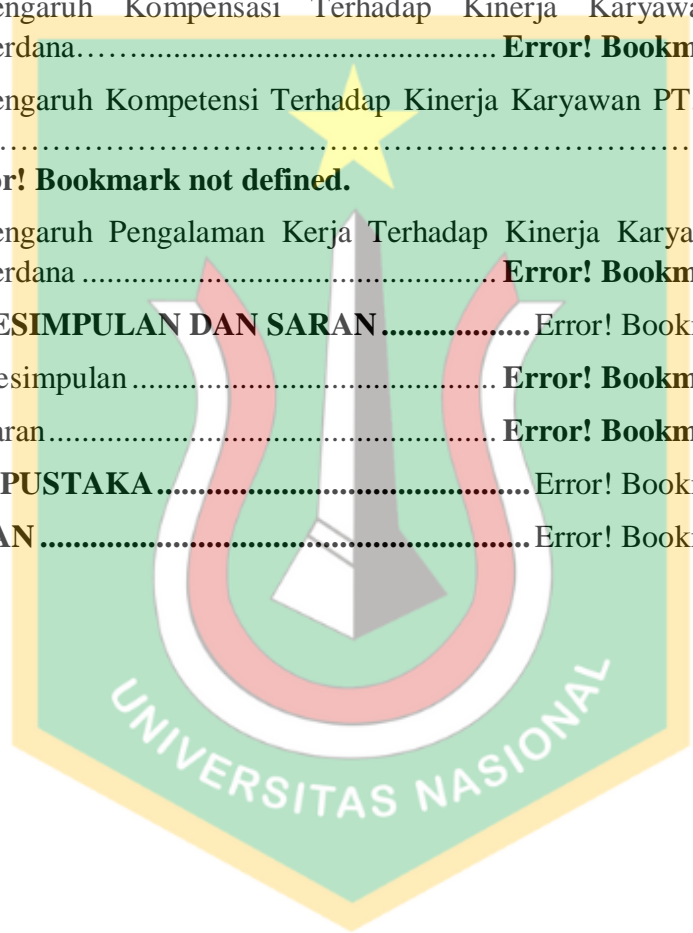 engaruh Kompensasi Terhadap Kinerja Karyawa
erdana…….................................................. Error! Bookm
engaruh Kompetensi Terhadap Kinerja Karyawan PT
……………………………………………………………
r! Bookmark not defined.
engaruh Pengalaman Kerja Terhadap Kinerja Karya
erdana ...................................................... Error! Bookm
ESIMPULAN DAN SARAN ................... Error! Book
esimpulan ................................................ Error! Bookm
aran .......................................................... Error! Bookm
PUSTAKA ................................................ Error! Book
AN ............................................................... Error! Book
UNIVERSITAS NASIONAL